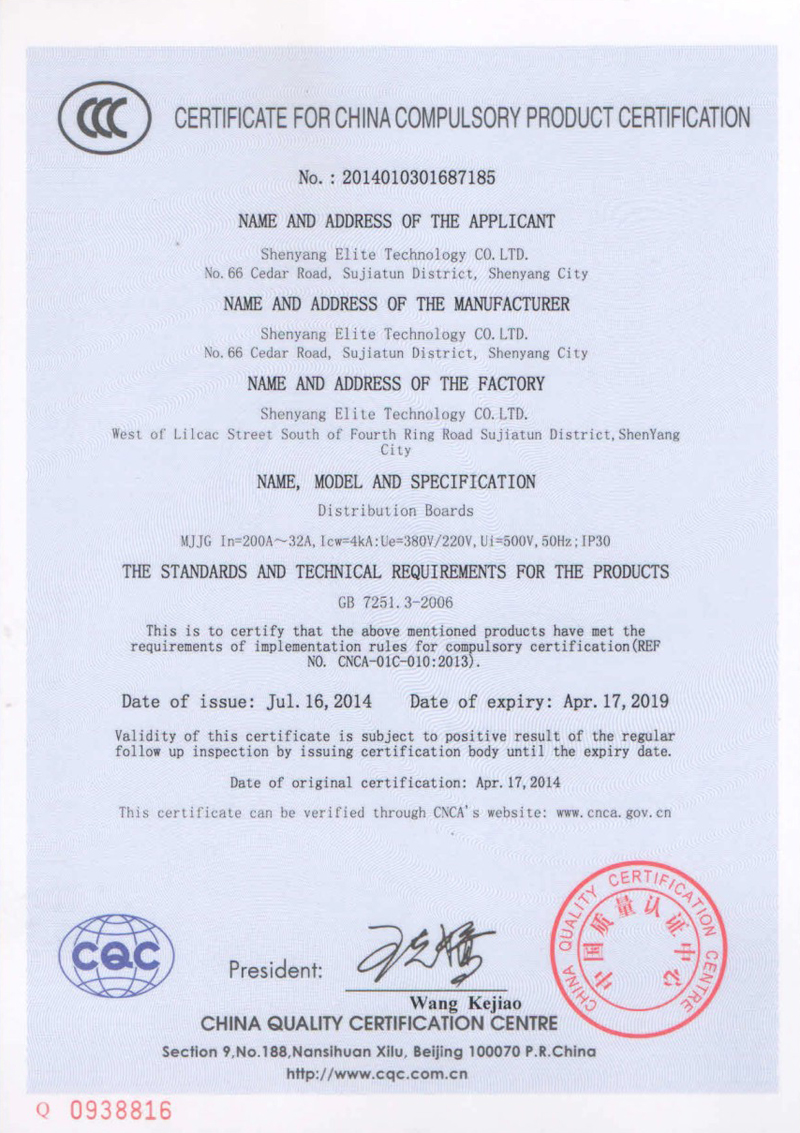 CCC
CERTIFICATE FOR CHINA COMPULSORY PRODUCT CERTIFICATION
No. : 2014010301687185
NAME AND ADDRESS OF THE APPLICANT
Shenyang Elite Technology CO. LTD.
No. 66 Cedar Road, Sujiatun District, Shenyang City
NAME AND ADDRESS OF THE MANUFACTURER
Shenyang Elite Technology CO. LTD.
No. 66 Cedar Road, Sujiatun District, Shenyang City
NAME AND ADDRESS OF THE FACTORY
Shenyang Elite Technology CO. LTD.
West of Lilcac Street South of Fourth Ring Road Sujiatun District, ShenYang
City
NAME, MODEL AND SPECIFICATION
Distribution Boards
MJJG In=200A～32A, Icw=4kA:Ue=380V/220V, Ui=500V, 50Hz; IP30
THE STANDARDS AND TECHNICAL REQUIREMENTS FOR THE PRODUCTS
GB 7251. 3-2006
This is to certify that the above mentioned products have met the
requirements of implementation rules for compulsory certification(REF
NO. CNCA-01C-010:2013).
Date of issue: Jul. 16, 2014 Date of expiry: Apr. 17, 2019
Validity of this certificate is subject to positive result of the regular
follow up inspection by issuing certification body until the expiry date.
Date of original certification: Apr. 17, 2014
This certificate can be verified through CNCA's website: www.cnca.gov.cn
CHINA QUALITY CERTIFICATION CENTRE
中国质量认证中心
CQC
President:
王克娇
Wang Kejiao
CHINA QUALITY CERTIFICATION CENTRE
Section 9,No.188,Nansihuan Xilu, Beijing 100070 P.R.China
http://www.cqc.com.cn
Q 0938816